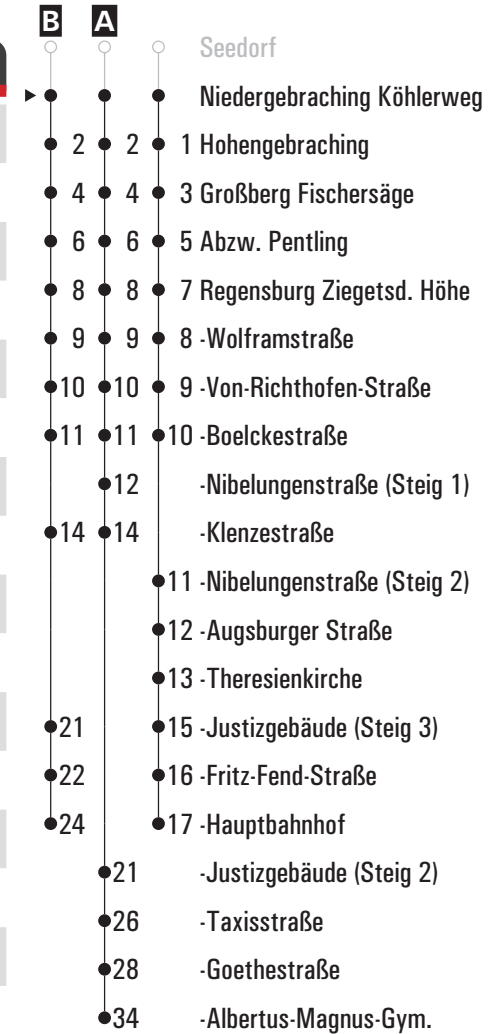 B A
Seedorf
Niedergebraching Köhlerweg
2 2 1 Hohengebraching
4 4 3 Großberg Fischersäge
6 6 5 Abzw. Pentling
8 8 7 Regensburg Ziegetsd. Höhe
9 9 8 -Wolframstraße
10 10 9 -Von-Richthofen-Straße
11 11 10 -Boelckestraße
12 -Nibelungenstraße (Steig 1)
14 14 -Klenzestraße
11 -Nibelungenstraße (Steig 2)
12 -Augsburger Straße
13 -Theresienkirche
21 15 -Justizgebäude (Steig 3)
22 16 -Fritz-Fend-Straße
24 17 -Hauptbahnhof
21 -Justizgebäude (Steig 2)
26 -Taxisstraße
28 -Goethestraße
34 -Albertus-Magnus-Gym.